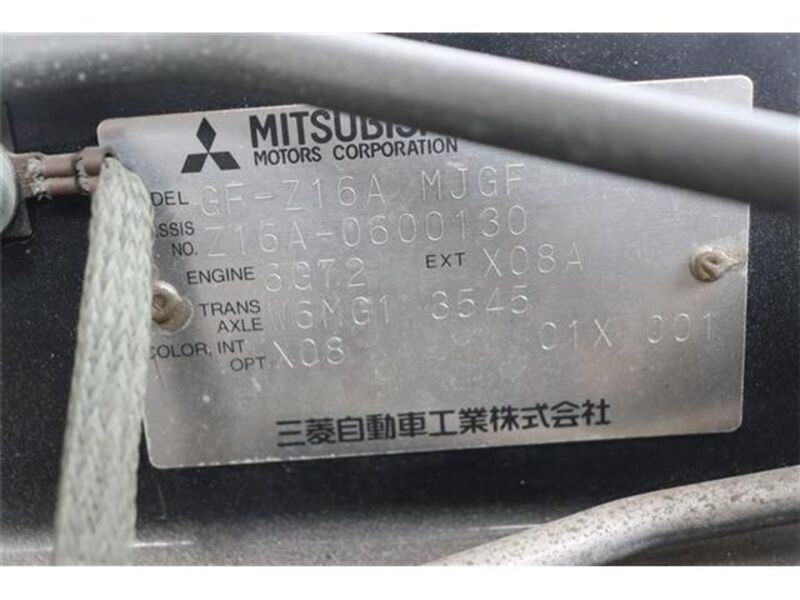 MITSUBIS
MOTORS CORPORATION
DEL GF-Z16A MJGF
SSIS NO. Z16A-0600130
ENGINE 6G72 EXT X08A
TRANS AXLE W6MG1 3545
COLOR, INT OPT X08 C1X 001
三菱自動車工業株式会社